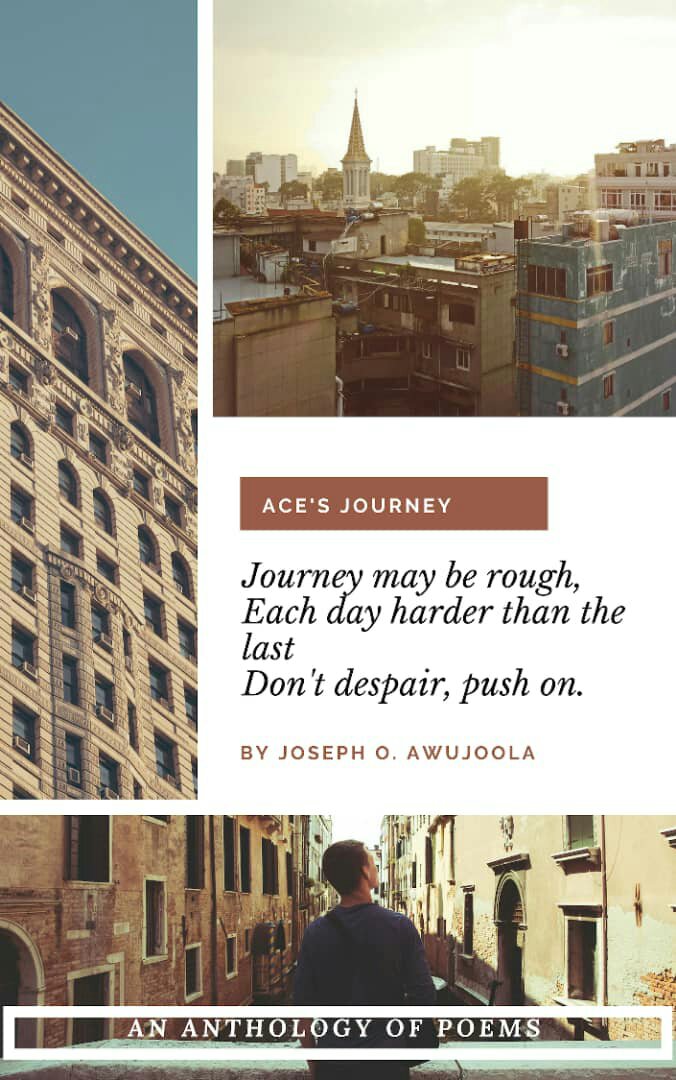 ACE'S JOURNEY
Journey may be rough,
Each day harder than the
last
Don't despair, push on.
BY JOSEPH O. AWUJOOLA
AN ANTHOLOGY OF POEMS